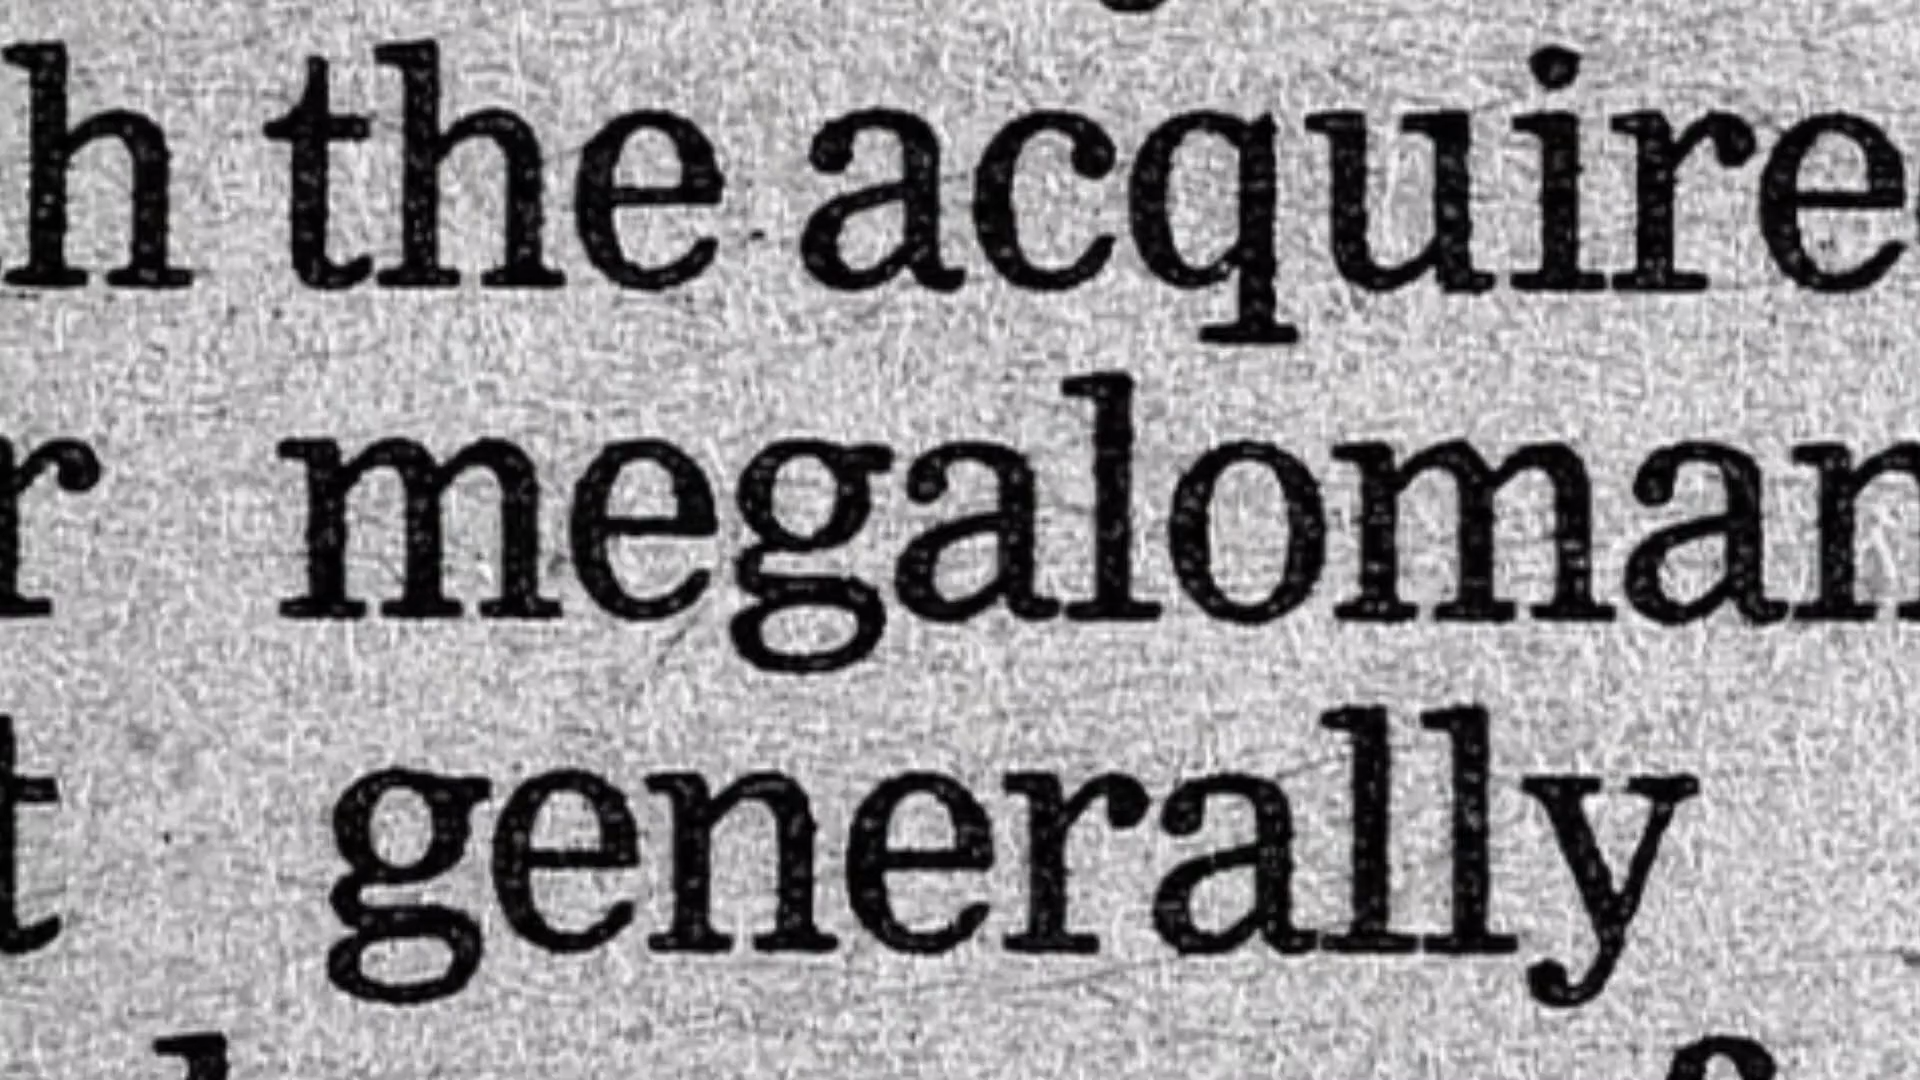 h the acquire
r megaloman
t generally